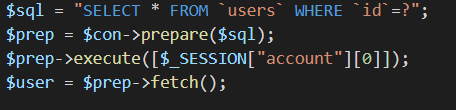 $sql = "SELECT * FROM `users` WHERE `id`=?";
$prep = $con->prepare($sql);
$prep->execute([$_SESSION["account"][0]]);
$user = $prep->fetch();